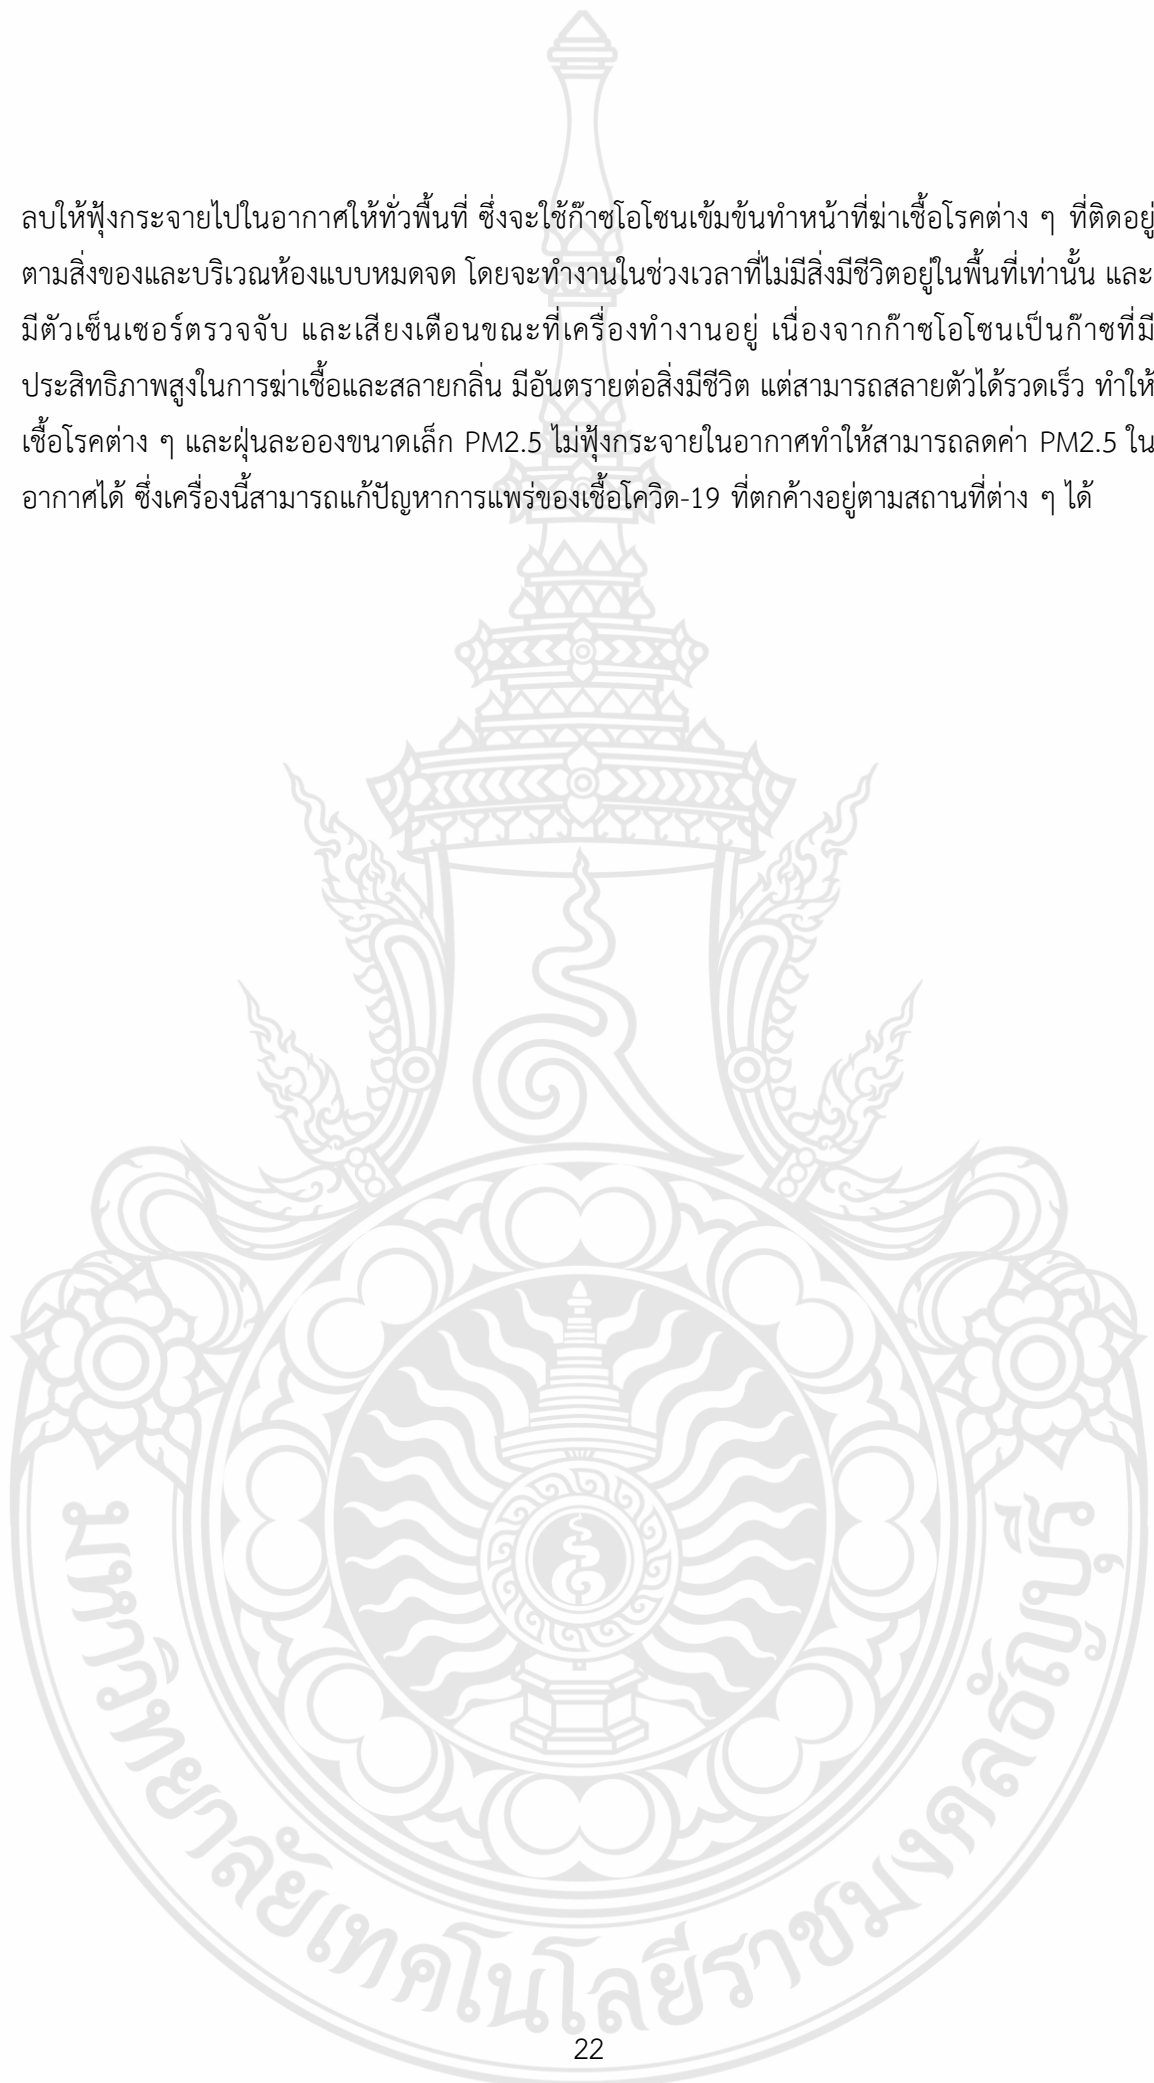 ลบให้ฟุ้งกระจายไปในอากาศให้ทั่วพื้นที่ ซึ่งจะใช้ก๊าซโอโซนเข้มข้นทำหน้าที่ฆ่าเชื้อโรคต่าง ๆ ที่ติดอยู่
ตามสิ่งของและบริเวณห้องแบบหมดจด โดยจะทำงานในช่วงเวลาที่ไม่มีสิ่งมีชีวิตอยู่ในพื้นที่เท่านั้น และ
มีตัวเซ็นเซอร์ตรวจจับ และเสียงเตือนขณะที่เครื่องทำงานอยู่ เนื่องจากก๊าซโอโซนเป็นก๊าซที่มี
ประสิทธิภาพสูงในการฆ่าเชื้อและสลายกลิ่น มีอันตรายต่อสิ่งมีชีวิต แต่สามารถสลายตัวได้รวดเร็ว ทำให้
เชื้อโรคต่าง ๆ และฝุ่นละอองขนาดเล็ก PM2.5 ไม่ฟุ้งกระจายในอากาศทำให้สามารถลดค่า PM2.5 ใน
อากาศได้ ซึ่งเครื่องนี้สามารถแก้ปัญหาการแพร่ของเชื้อโควิด-19 ที่ตกค้างอยู่ตามสถานที่ต่าง ๆ ได้
มหาวิทยาลัยเทคโนโลยีราชมงคลธัญบุรี
22